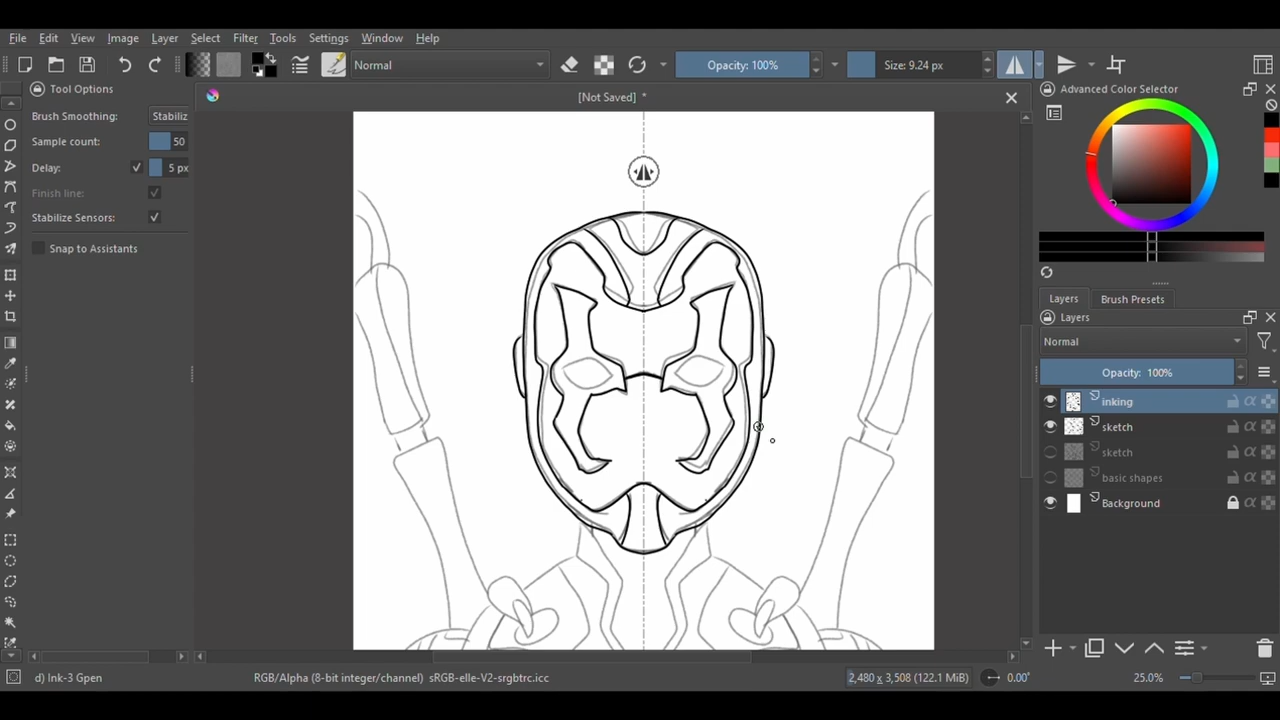 File Edit View Image Layer Select Filter Tools Settings Window Help
Normal Opacity: 100% Size: 9.24 px
Tool Options [Not Saved] * Advanced Color Selector
Brush Smoothing: Stabiliz
Sample count: 50
Delay: 5 px
Finish line:
Stabilize Sensors:
Snap to Assistants
Layers Brush Presets
Layers
Normal
Opacity: 100%
inking
sketch
sketch
basic shapes
Background
d) Ink-3 Gpen RGB/Alpha (8-bit integer/channel) sRGB-elle-V2-srgbtrc.icc 2,480 x 3,508 (122.1 MiB) 0.00° 25.0%